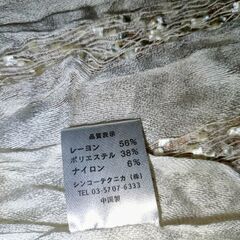 品質表示
レーヨン 56%
ポリエステル 38%
ナイロン 6%
シンコーテクニカ(株)
TEL 03-5707-6333
中国製